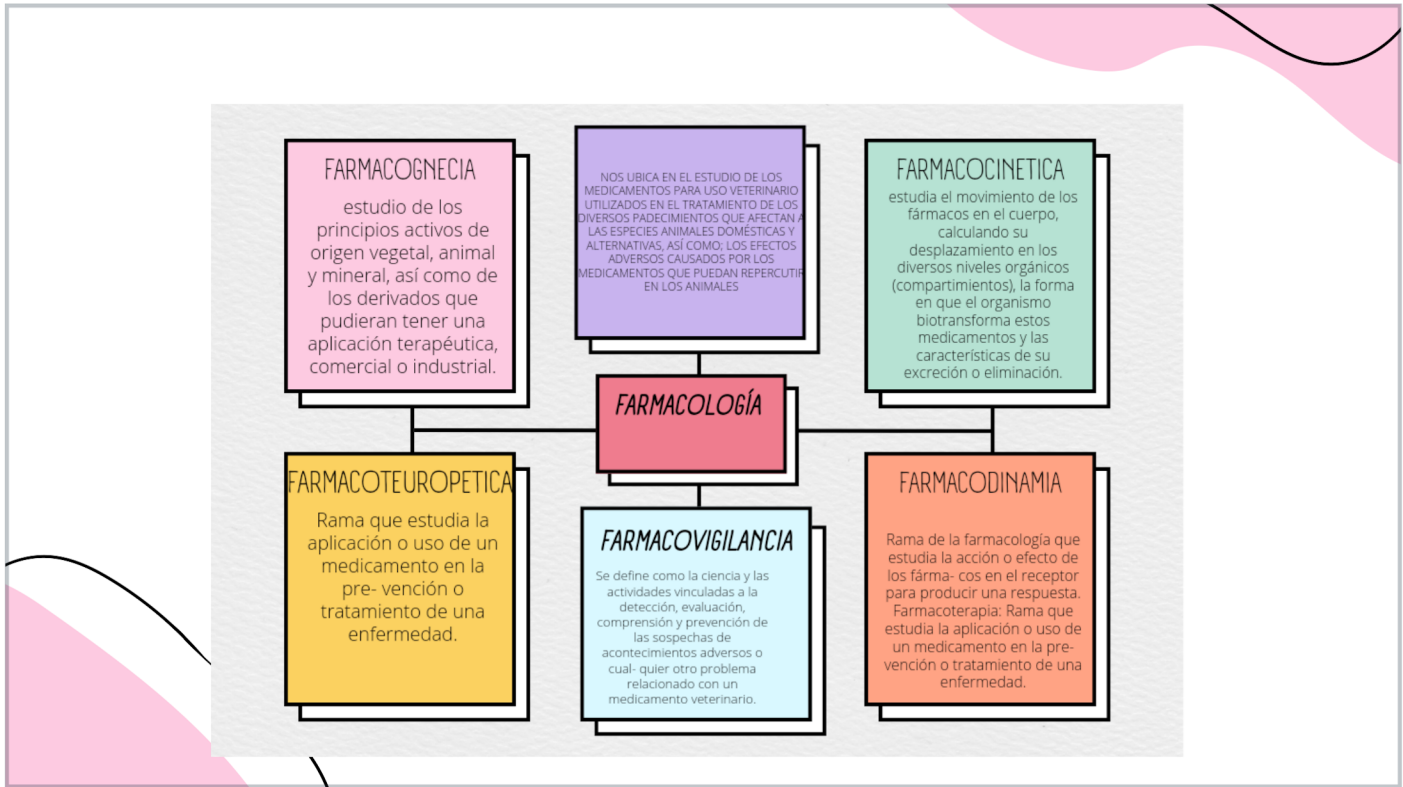 FARMACOGNECIA
estudio de los
principios activos de
origen vegetal, animal
y mineral, así como de
los derivados que
pudieran tener una
aplicación terapéutica,
comercial o industrial.
NOS UBICA EN EL ESTUDIO DE LOS
MEDICAMENTOS PARA USO VETERINARIO
UTILIZADOS EN EL TRATAMIENTO DE LOS
DIVERSOS PADECIMIENTOS QUE AFECTAN A
LAS ESPECIES ANIMALES DOMÉSTICAS Y
ALTERNATIVAS, ASÍ COMO; LOS EFECTOS
ADVERSOS CAUSADOS POR LOS
MEDICAMENTOS QUE PUEDAN REPERCUTIR
EN LOS ANIMALES
FARMACOCINETICA
estudia el movimiento de los
fármacos en el cuerpo,
calculando su
desplazamiento en los
diversos niveles orgánicos
(compartimientos), la forma
en que el organismo
biotransforma estos
medicamentos y las
características de su
excreción o eliminación.
FARMACOLOGÍA
FARMACOTEUROPETICA
Rama que estudia la
aplicación o uso de un
medicamento en la
pre- vención o
tratamiento de una
enfermedad.
FARMACOVIGILANCIA
Se define como la ciencia y las
actividades vinculadas a la
detección, evaluación,
comprensión y prevención de
las sospechas de
acontecimientos adversos o
cual- quier otro problema
relacionado con un
medicamento veterinario.
FARMACODINAMIA
Rama de la farmacología que
estudia la acción o efecto de
los fárma- cos en el receptor
para producir una respuesta.
Farmacoterapia: Rama que
estudia la aplicación o uso de
un medicamento en la pre-
vención o tratamiento de una
enfermedad.